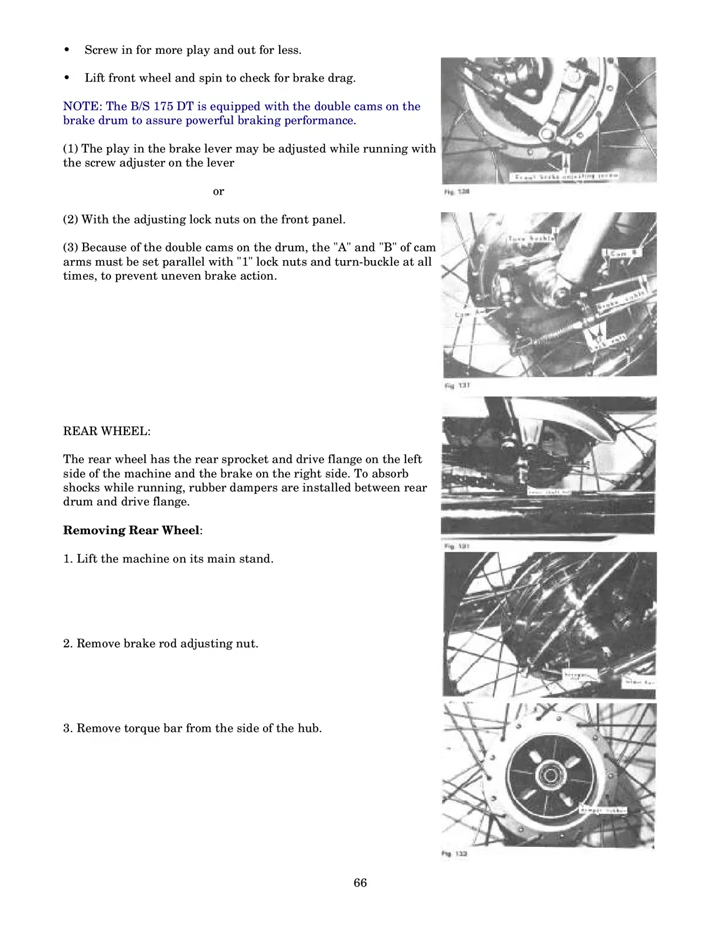 • Screw in for more play and out for less.
• Lift front wheel and spin to check for brake drag.
NOTE: The B/S 175 DT is equipped with the double cams on the
brake drum to assure powerful braking performance.
(1) The play in the brake lever may be adjusted while running with
the screw adjuster on the lever
or
(2) With the adjusting lock nuts on the front panel.
(3) Because of the double cams on the drum, the "A" and "B" of cam
arms must be set parallel with "1" lock nuts and turn-buckle at all
times, to prevent uneven brake action.
Front brake adjusting screw
Turn buckle
Cam B
Brake cable
Cam A
Lock nuts
Fig. 131
REAR WHEEL:
The rear wheel has the rear sprocket and drive flange on the left
side of the machine and the brake on the right side. To absorb
shocks while running, rubber dampers are installed between rear
drum and drive flange.
Removing Rear Wheel:
1. Lift the machine on its main stand.
Fig. 131
2. Remove brake rod adjusting nut.
3. Remove torque bar from the side of the hub.
Damper rubber
Fig. 133
66